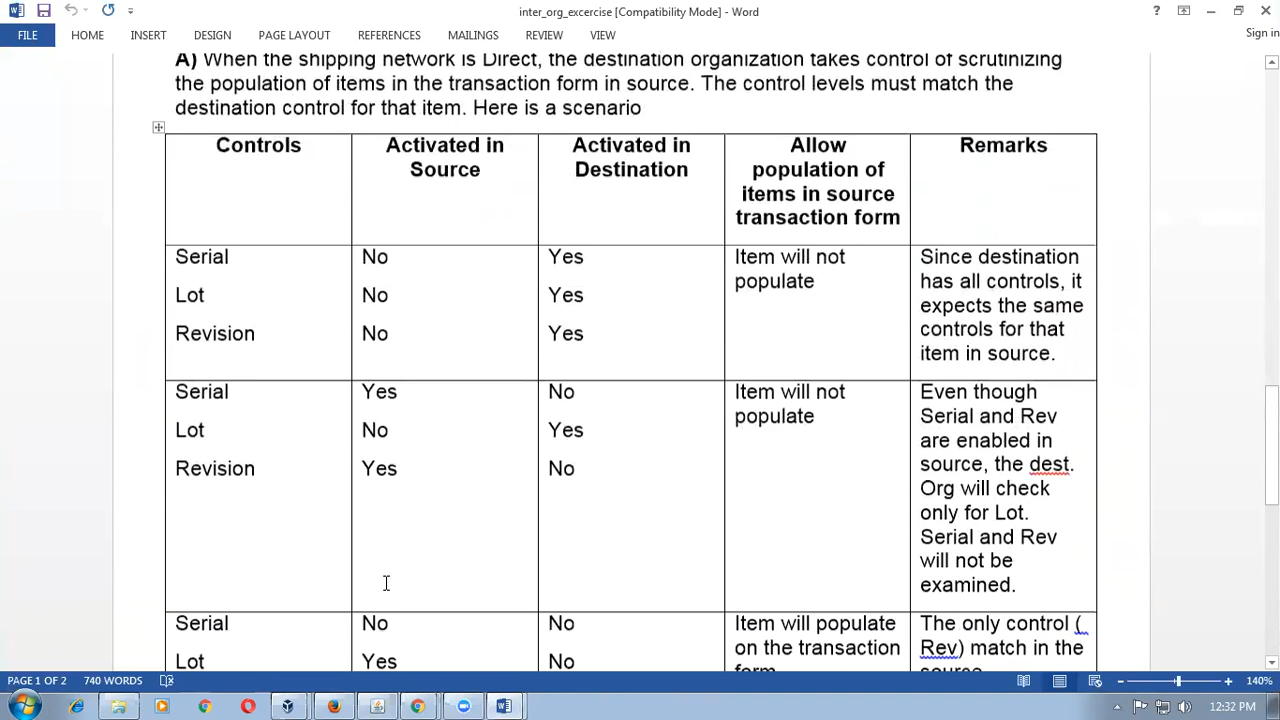 inter_org_excercise [Compatibility Mode] - Word
?
FILE
HOME
INSERT
DESIGN
PAGE LAYOUT
REFERENCES
MAILINGS
REVIEW
VIEW
Sign in
A) When the shipping network is Direct, the destination organization takes control of scrutinizing
the population of items in the transaction form in source. The control levels must match the
destination control for that item. Here is a scenario
Controls
Activated in
Source
Activated in
Destination
Allow
population of
items in source
transaction form
Remarks
Serial
No
Yes
Lot
No
Yes
Revision
No
Yes
Item will not
populate
Since destination
has all controls, it
expects the same
controls for that
item in source.
Serial
Yes
No
Lot
No
Yes
Revision
Yes
No
Item will not
populate
Even though
Serial and Rev
are enabled in
source, the dest.
Org will check
only for Lot.
Serial and Rev
will not be
examined.
Serial
No
No
Lot
Yes
No
Item will populate
on the transaction
form
The only control (
Rev) match in the
source
PAGE 1 OF 2
740 WORDS
140%
12:32 PM